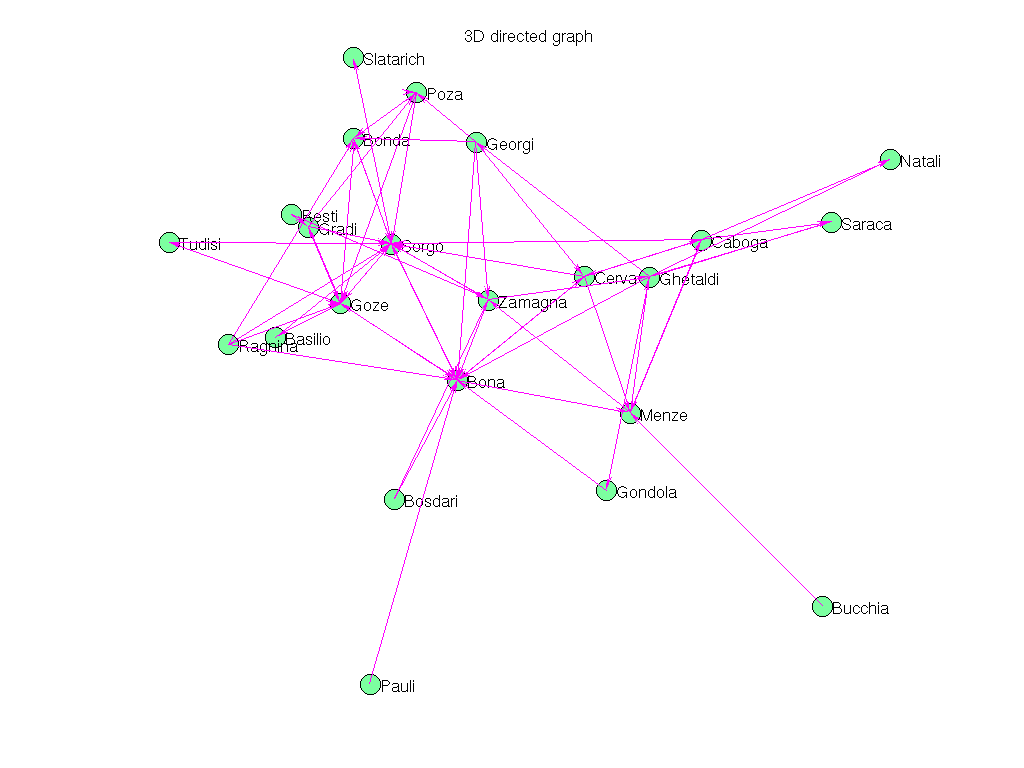 3D directed graph
Slatarich
Poza
Bonda
Georgi
Natali
Resti
Gradi
Saraca
Tudisi
Sorgo
Caboga
Cerva
Ghetaldi
Goze
Zamagna
Basilio
Ragnina
Bona
Menze
Gondola
Bosdari
Bucchia
Pauli